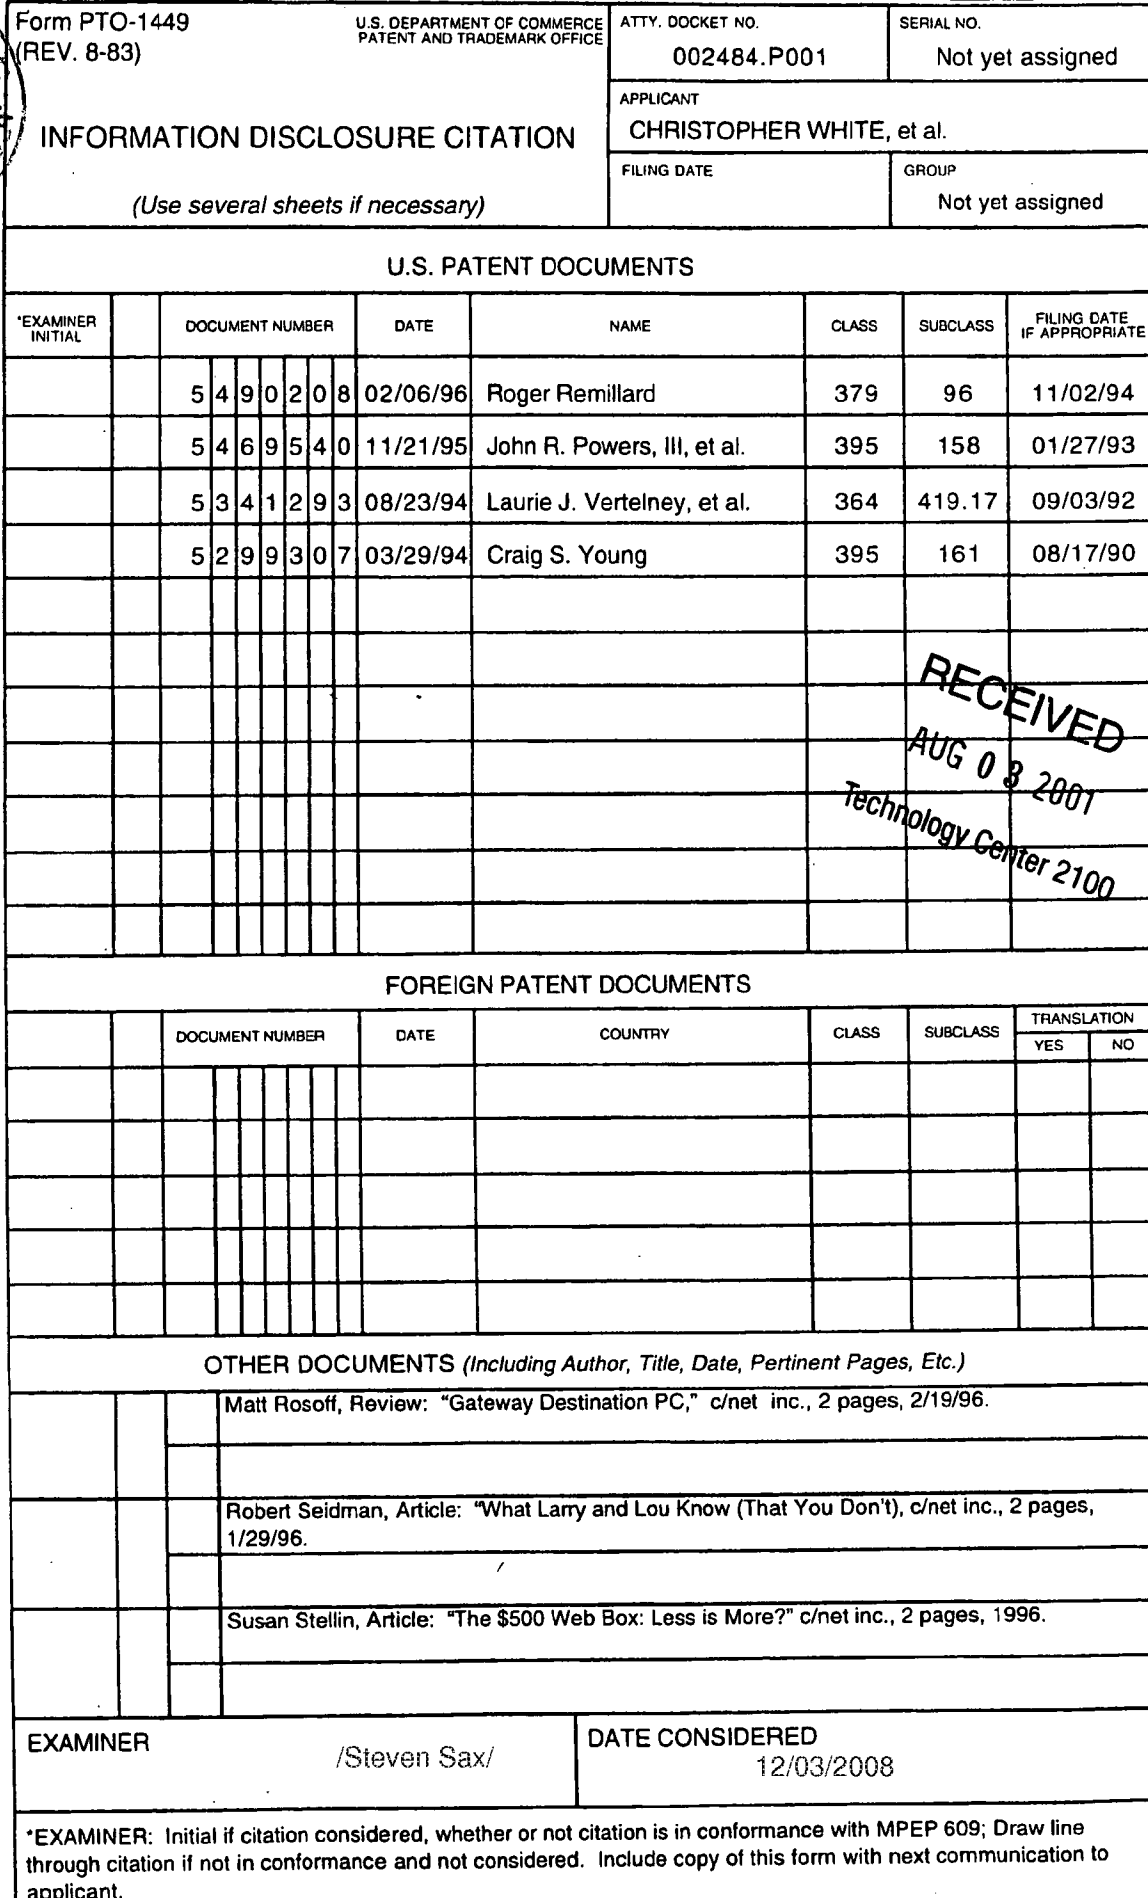 Form PTO-1449
(REV. 8-83)
U.S. DEPARTMENT OF COMMERCE
PATENT AND TRADEMARK OFFICE
ATTY. DOCKET NO.
002484.P001
SERIAL NO.
Not yet assigned
INFORMATION DISCLOSURE CITATION
(Use several sheets if necessary)
APPLICANT
CHRISTOPHER WHITE, et al.
FILING DATE
GROUP
Not yet assigned
U.S. PATENT DOCUMENTS
*EXAMINER INITIAL DOCUMENT NUMBER DATE NAME CLASS SUBCLASS FILING DATE IF APPROPRIATE
5 4 9 0 2 0 8 02/06/96 Roger Remillard 379 96 11/02/94
5 4 6 9 5 4 0 11/21/95 John R. Powers, III, et al. 395 158 01/27/93
5 3 4 1 2 9 3 08/23/94 Laurie J. Vertelney, et al. 364 419.17 09/03/92
5 2 9 9 3 0 7 03/29/94 Craig S. Young 395 161 08/17/90
RECEIVED
AUG 03 2001
Technology Center 2100
FOREIGN PATENT DOCUMENTS
DOCUMENT NUMBER DATE COUNTRY CLASS SUBCLASS TRANSLATION
YES NO
OTHER DOCUMENTS (Including Author, Title, Date, Pertinent Pages, Etc.)
Matt Rosoff, Review: "Gateway Destination PC," c/net inc., 2 pages, 2/19/96.
Robert Seidman, Article: "What Larry and Lou Know (That You Don't), c/net inc., 2 pages,
1/29/96.
Susan Stellin, Article: "The $500 Web Box: Less is More?" c/net inc., 2 pages, 1996.
EXAMINER
/Steven Sax/
DATE CONSIDERED
12/03/2008
*EXAMINER: Initial if citation considered, whether or not citation is in conformance with MPEP 609; Draw line
through citation if not in conformance and not considered. Include copy of this form with next communication to
applicant.